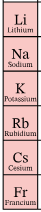 Li
Lithium
Na
Sodium
K
Potassium
Rb
Rubidium
Cs
Cesium
Fr
Francium